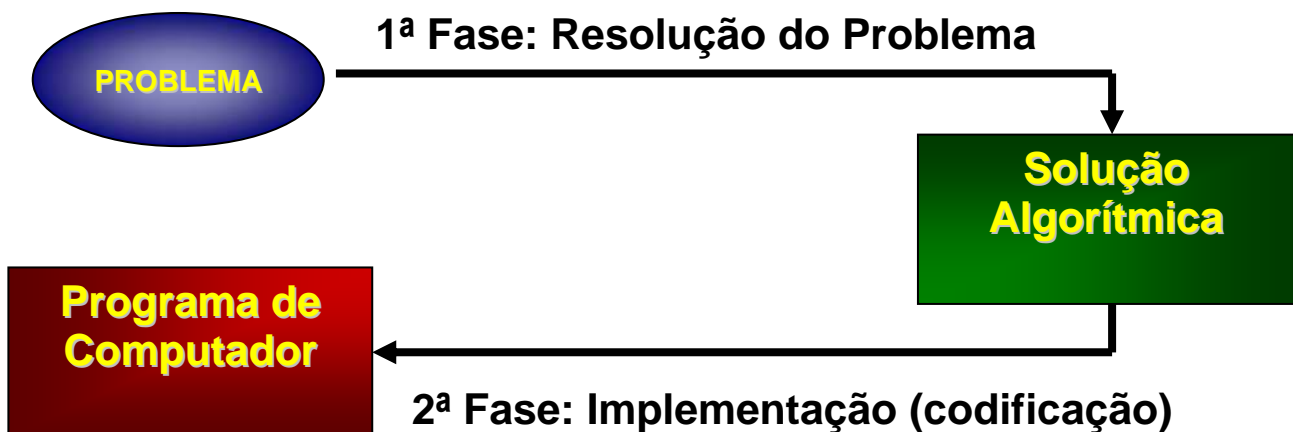 1ª Fase: Resolução do Problema
PROBLEMA
Solução
Algorítmica
Programa de
Computador
2ª Fase: Implementação (codificação)